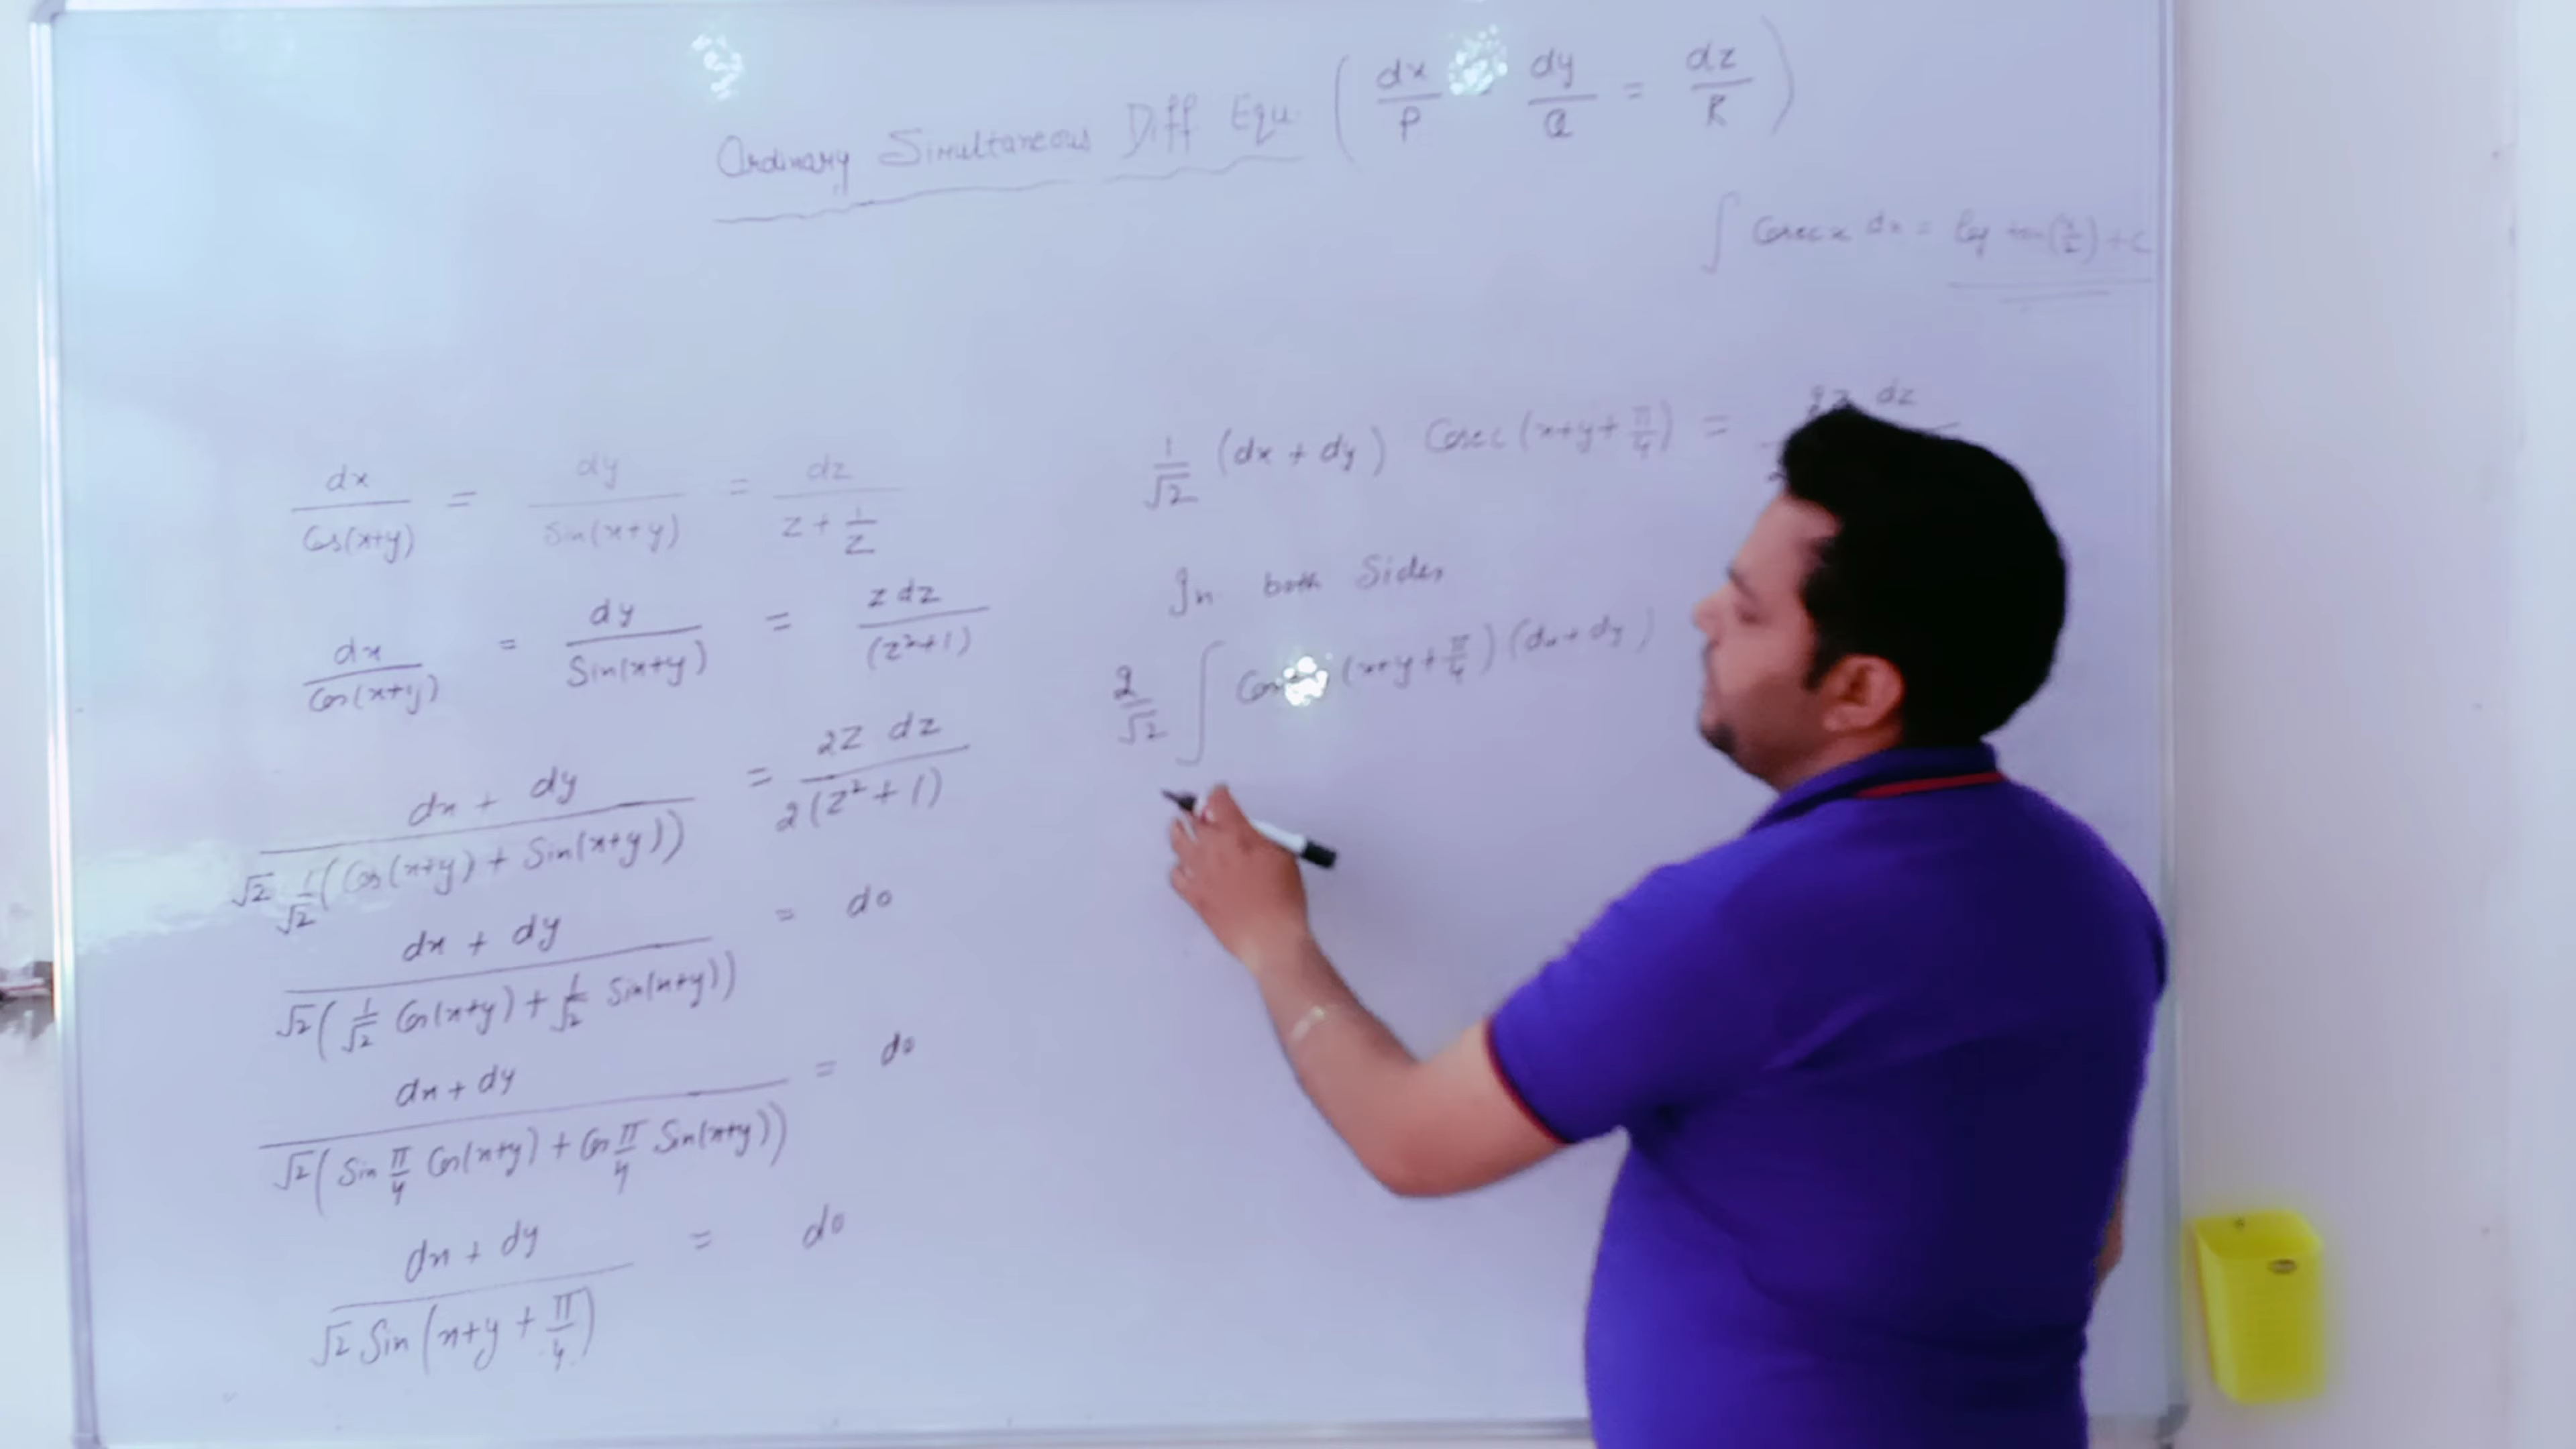 Ordinary Simultaneous Diff Equ ( dx/P = dy/Q = dz/R )
∫ Cosec x dx = log tan(x/2) + c
dx/Cos(x+y) = dy/Sin(x+y) = dz/(z + 1/z)
dx/Cos(x+y) = dy/Sin(x+y) = z dz/(z²+1)
(dx + dy)/(√2 1/√2 (Cos(x+y) + Sin(x+y))) = 2z dz/(2(z²+1))
(dx + dy)/(√2(1/√2 Cos(x+y) + 1/√2 Sin(x+y))) = do
(dx + dy)/(√2(Sin π/4 Cos(x+y) + Cos π/4 Sin(x+y))) = do
(dx + dy)/(√2 Sin(x+y+π/4)) = do
1/√2 (dx + dy) Cosec(x+y+π/4) = 2z dz
In both Sides
2/√2 ∫ (x+y+π/4)(dx+dy)